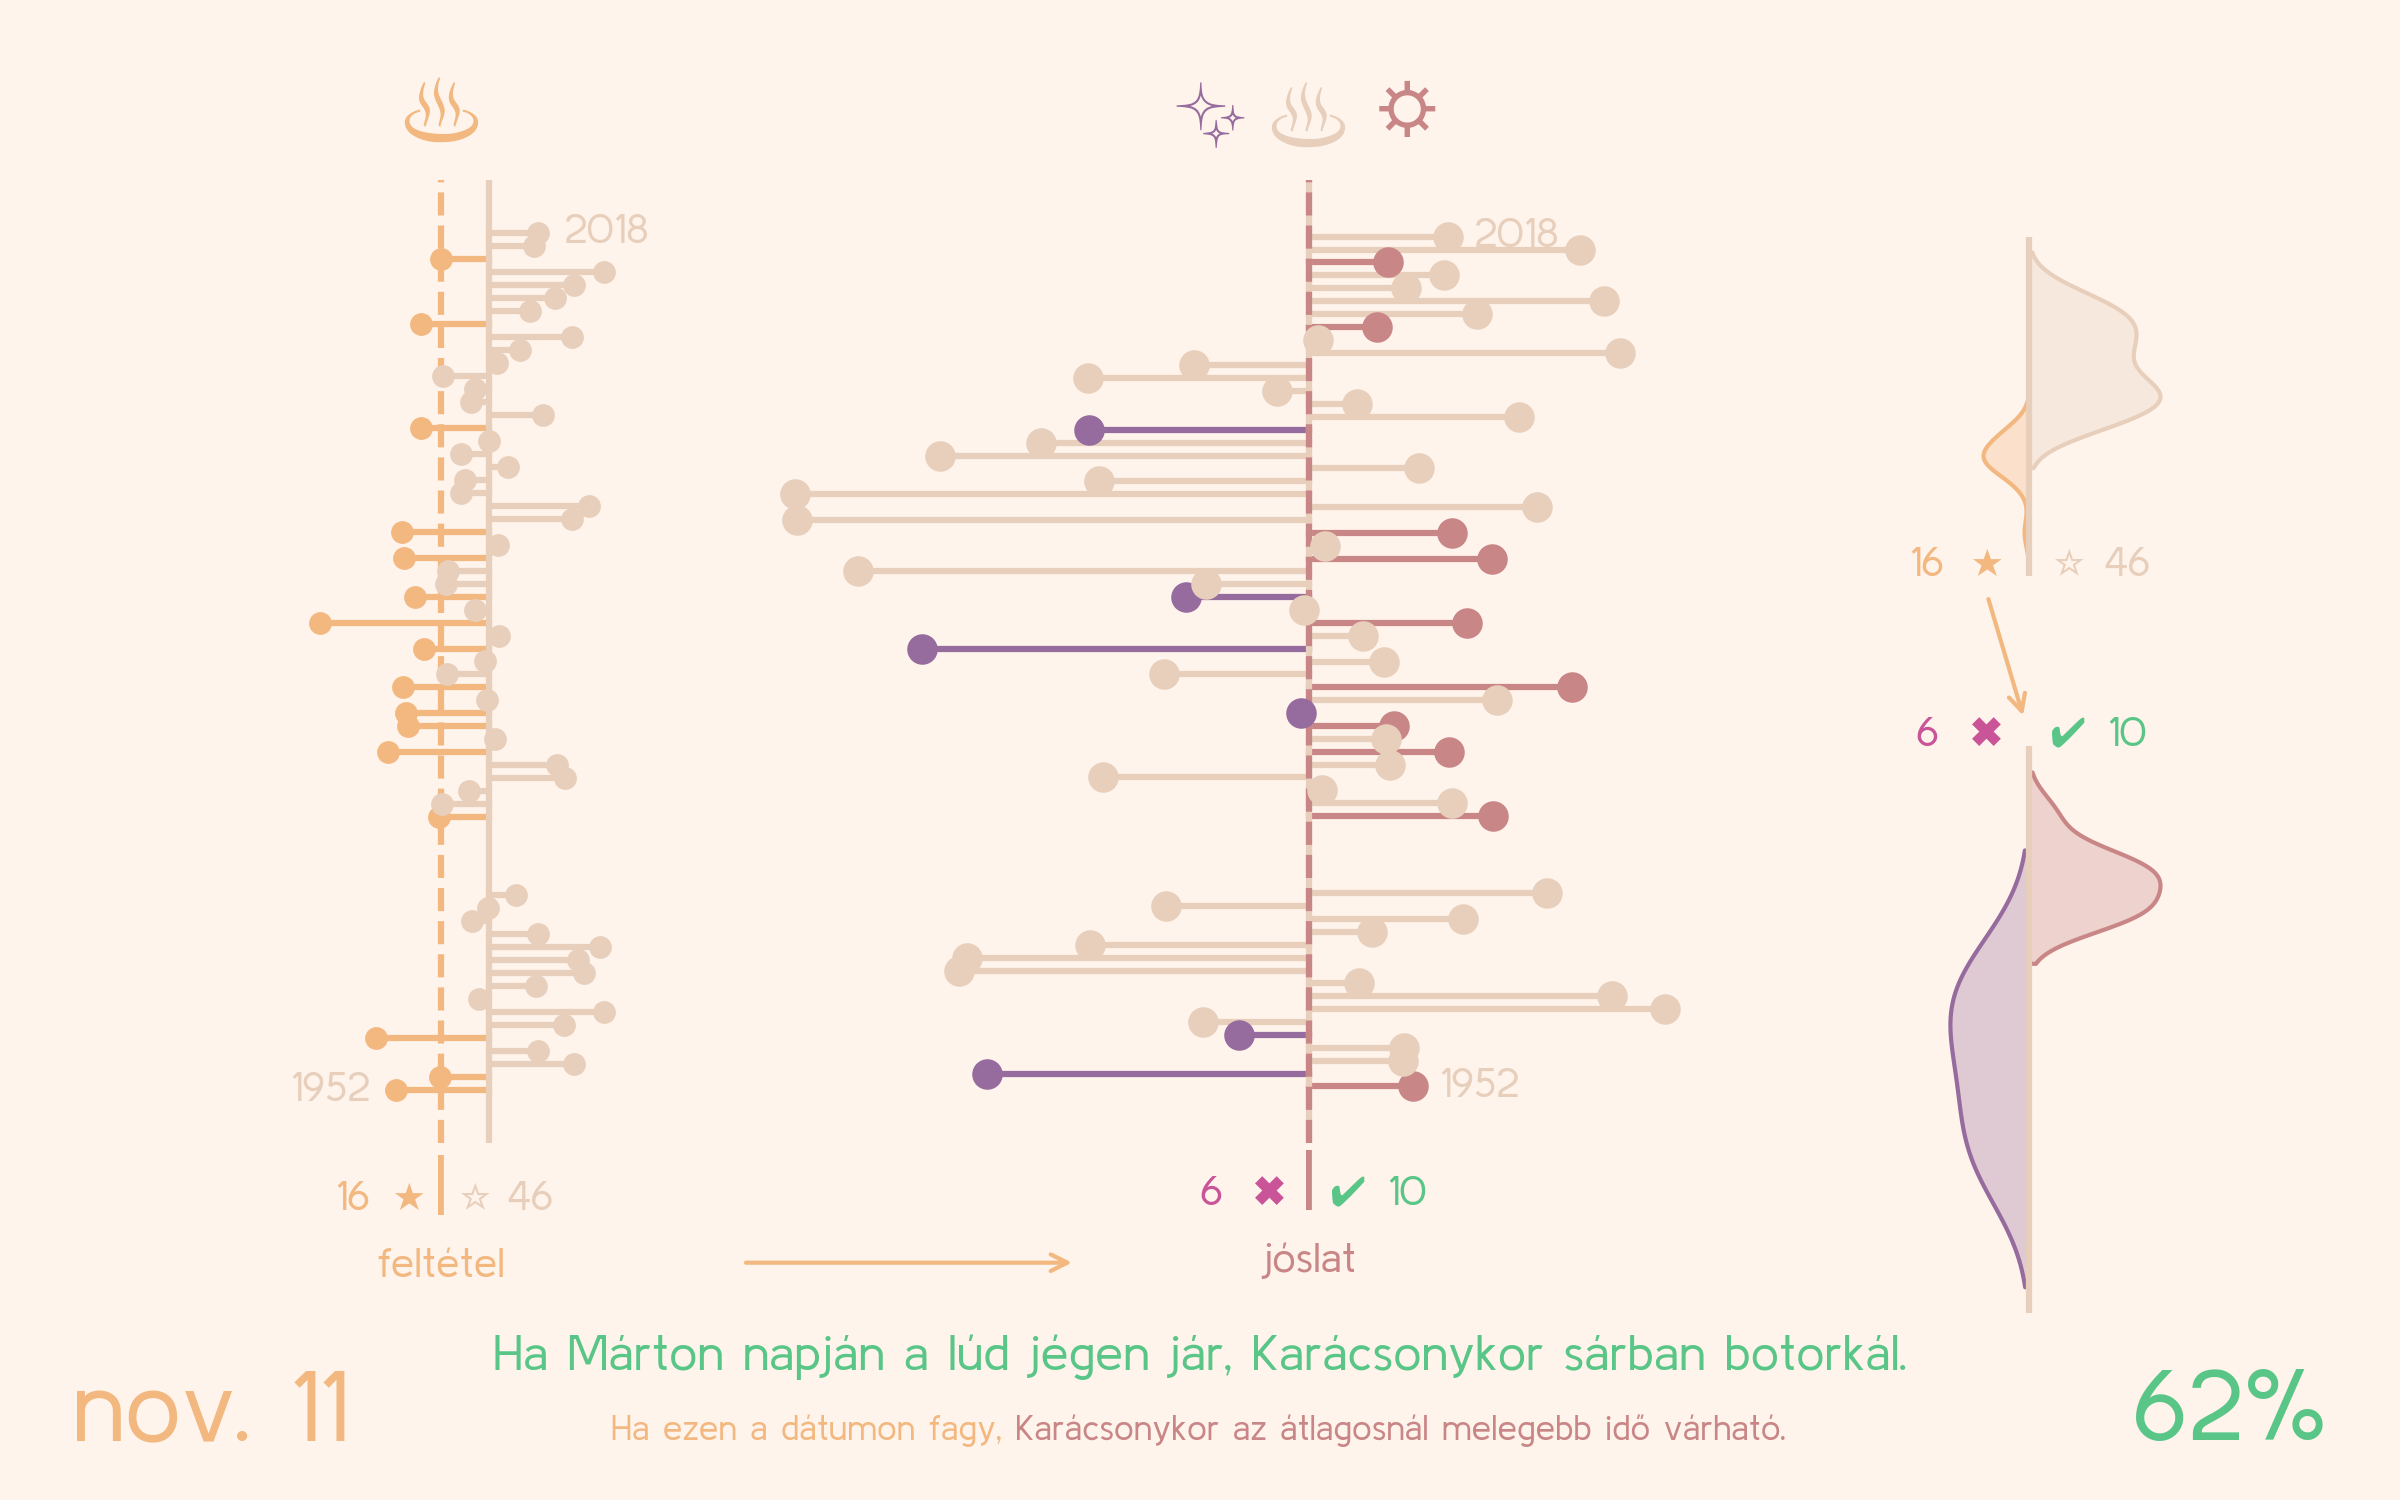 2018
2018
16 ★ ☆ 46
6 ✖ ✔ 10
1952
1952
16 ★ ☆ 46
6 ✖ ✔ 10
feltétel
jóslat
Ha Márton napján a lúd jégen jár, Karácsonykor sárban botorkál.
nov. 11
62%
Ha ezen a dátumon fagy, Karácsonykor az átlagosnál melegebb idő várható.